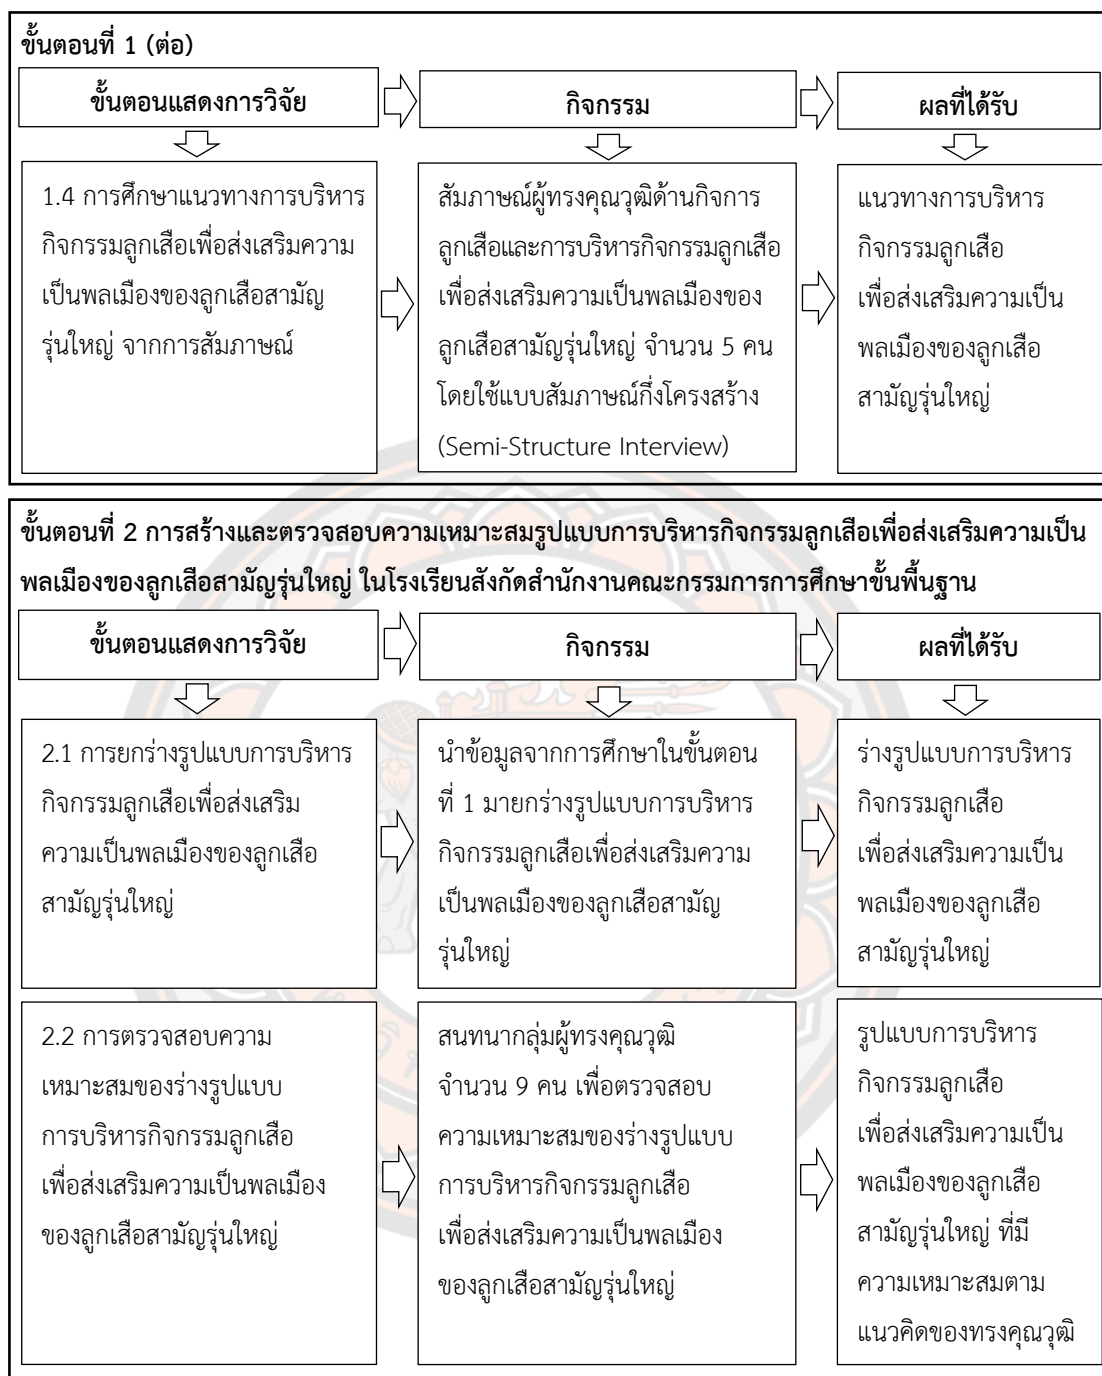 ขั้นตอนที่ 1 (ต่อ)
ขั้นตอนแสดงการวิจัย
กิจกรรม
ผลที่ได้รับ
1.4 การศึกษาแนวทางการบริหาร
กิจกรรมลูกเสือเพื่อส่งเสริมความ
เป็นพลเมืองของลูกเสือสามัญ
รุ่นใหญ่ จากการสัมภาษณ์
สัมภาษณ์ผู้ทรงคุณวุฒิด้านกิจการ
ลูกเสือและการบริหารกิจกรรมลูกเสือ
เพื่อส่งเสริมความเป็นพลเมืองของ
ลูกเสือสามัญรุ่นใหญ่ จำนวน 5 คน
โดยใช้แบบสัมภาษณ์กึ่งโครงสร้าง
(Semi-Structure Interview)
แนวทางการบริหาร
กิจกรรมลูกเสือ
เพื่อส่งเสริมความเป็น
พลเมืองของลูกเสือ
สามัญรุ่นใหญ่
ขั้นตอนที่ 2 การสร้างและตรวจสอบความเหมาะสมรูปแบบการบริหารกิจกรรมลูกเสือเพื่อส่งเสริมความเป็น
พลเมืองของลูกเสือสามัญรุ่นใหญ่ ในโรงเรียนสังกัดสำนักงานคณะกรรมการการศึกษาขั้นพื้นฐาน
ขั้นตอนแสดงการวิจัย
กิจกรรม
ผลที่ได้รับ
2.1 การยกร่างรูปแบบการบริหาร
กิจกรรมลูกเสือเพื่อส่งเสริม
ความเป็นพลเมืองของลูกเสือ
สามัญรุ่นใหญ่
นำข้อมูลจากการศึกษาในขั้นตอน
ที่ 1 มายกร่างรูปแบบการบริหาร
กิจกรรมลูกเสือเพื่อส่งเสริมความ
เป็นพลเมืองของลูกเสือสามัญ
รุ่นใหญ่
ร่างรูปแบบการบริหาร
กิจกรรมลูกเสือ
เพื่อส่งเสริมความเป็น
พลเมืองของลูกเสือ
สามัญรุ่นใหญ่
2.2 การตรวจสอบความ
เหมาะสมของร่างรูปแบบ
การบริหารกิจกรรมลูกเสือ
เพื่อส่งเสริมความเป็นพลเมือง
ของลูกเสือสามัญรุ่นใหญ่
สนทนากลุ่มผู้ทรงคุณวุฒิ
จำนวน 9 คน เพื่อตรวจสอบ
ความเหมาะสมของร่างรูปแบบ
การบริหารกิจกรรมลูกเสือ
เพื่อส่งเสริมความเป็นพลเมือง
ของลูกเสือสามัญรุ่นใหญ่
รูปแบบการบริหาร
กิจกรรมลูกเสือ
เพื่อส่งเสริมความเป็น
พลเมืองของลูกเสือ
สามัญรุ่นใหญ่ ที่มี
ความเหมาะสมตาม
แนวคิดของทรงคุณวุฒิ